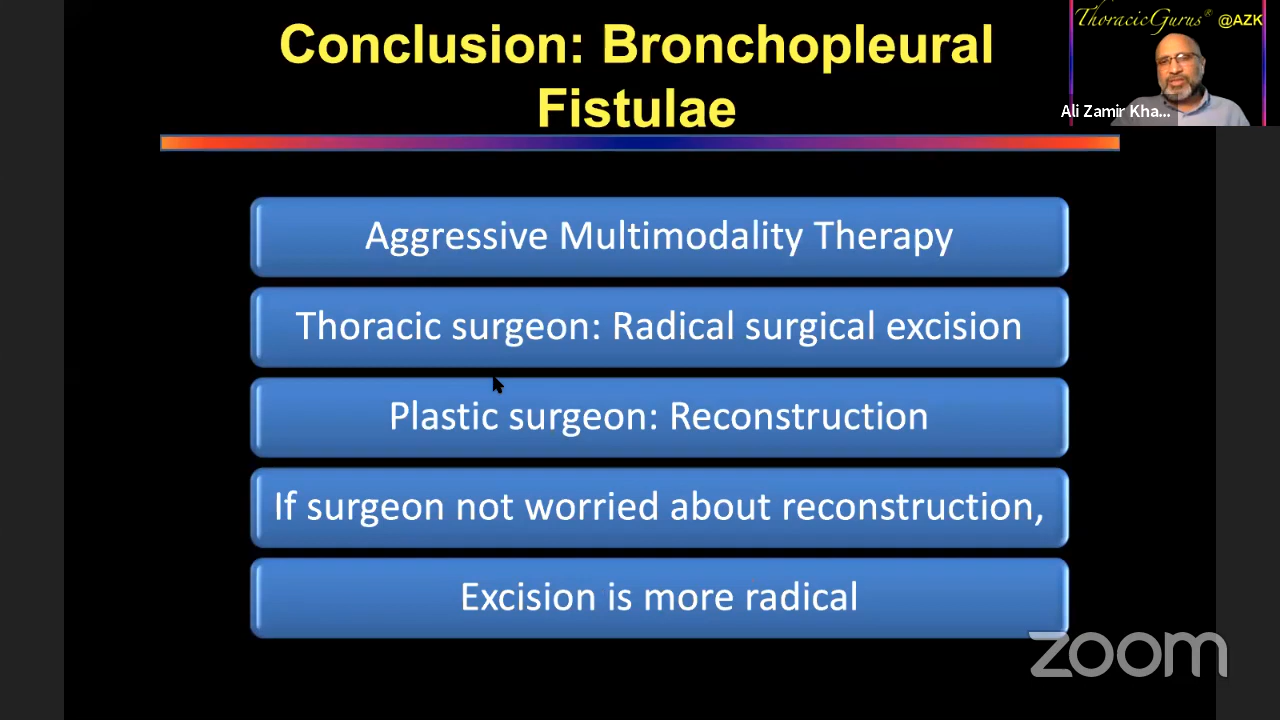 Conclusion: Bronchopleural
Fistulae
ThoracicGurus® @AZK
Ali Zamir Kha...
Aggressive Multimodality Therapy
Thoracic surgeon: Radical surgical excision
Plastic surgeon: Reconstruction
If surgeon not worried about reconstruction,
Excision is more radical
zoom